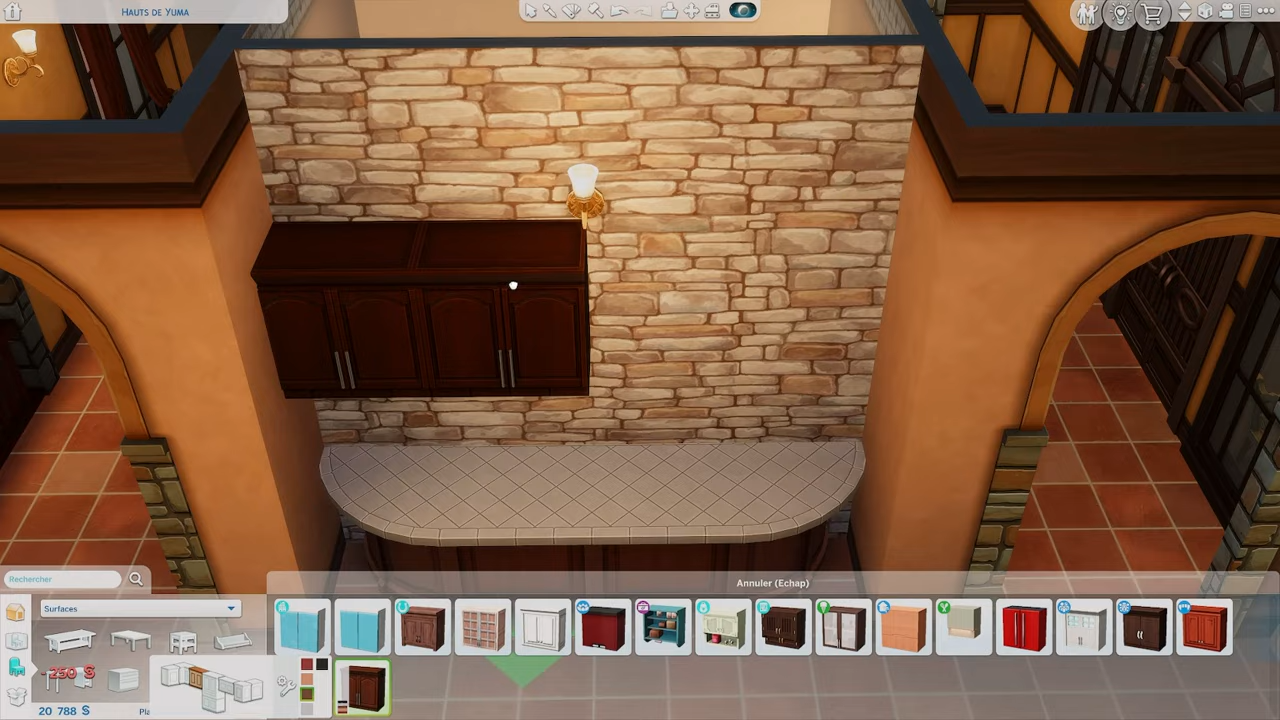 Hauts de Yuma
Annuler (Echap)
Rechercher
Surfaces
-250 $
20 788 $